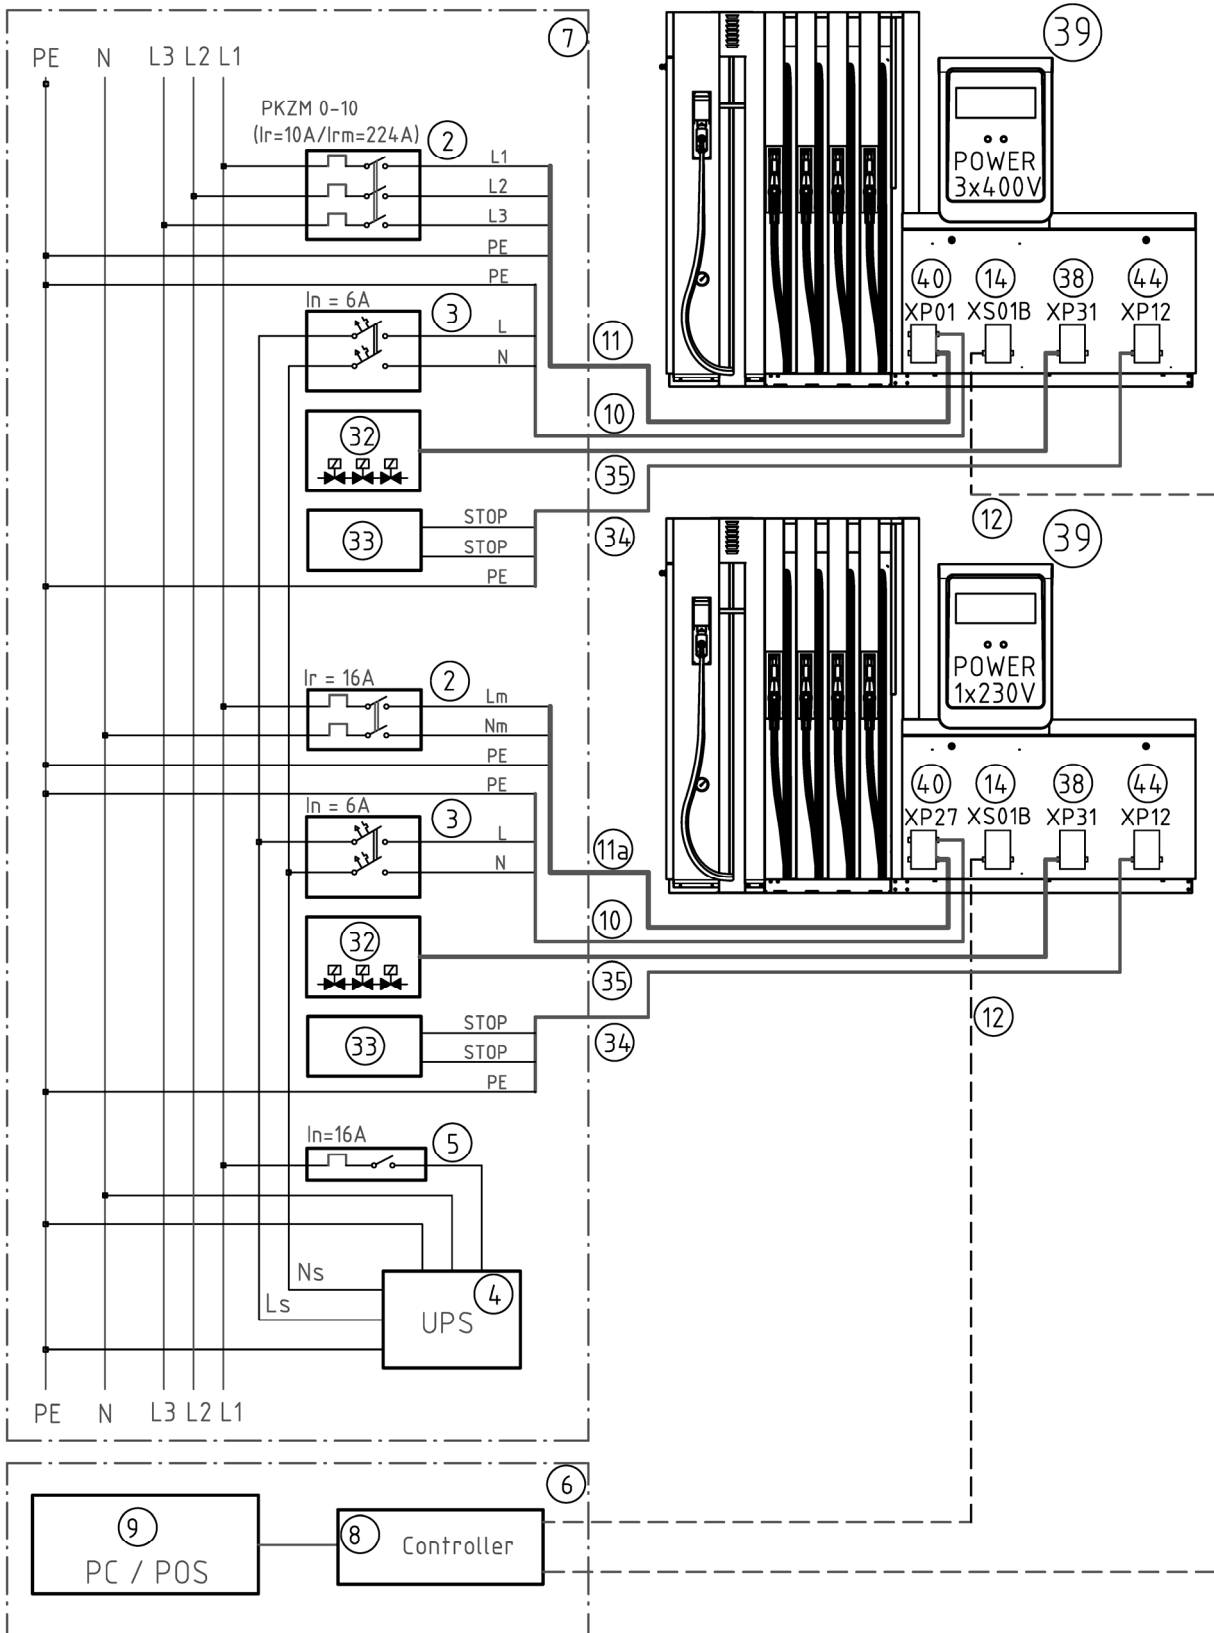 PE N L3 L2 L1
7
39
PKZM 0-10
(Ir=10A/Irm=224A)
2
L1
L2
L3
PE
PE
POWER
3x400V
40 14 38 44
XP01 XS01B XP31 XP12
In = 6A
3
L
N
11
10
32
35
33
STOP
STOP
PE
34
12
39
POWER
1x230V
Ir = 16A
2
Lm
Nm
PE
PE
40 14 38 44
XP27 XS01B XP31 XP12
In = 6A
3
L
N
11a
10
32
35
33
STOP
STOP
PE
34
12
In=16A
5
Ns
Ls
4
UPS
PE N L3 L2 L1
6
9
PC / POS
8
Controller